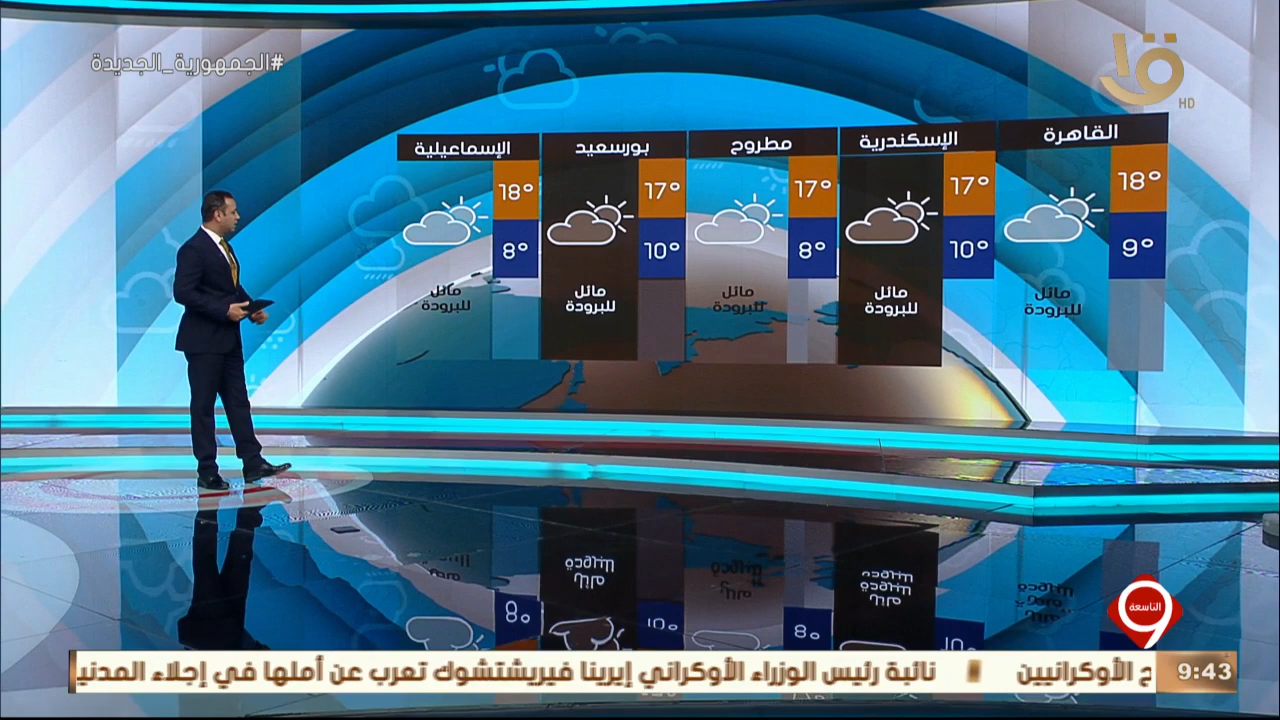 #الجمهورية_الجديدة
HD
القاهرة
18°
9°
مائل
للبرودة
الإسكندرية
17°
10°
مائل
للبرودة
مطروح
17°
8°
مائل
للبرودة
بورسعيد
17°
10°
مائل
للبرودة
الإسماعيلية
18°
8°
مائل
للبرودة
التاسعة
9
9:43
ح الأوكرانيين
نائبة رئيس الوزراء الأوكراني إيرينا فيريشتشوك تعرب عن أملها في إجلاء المدنيـ